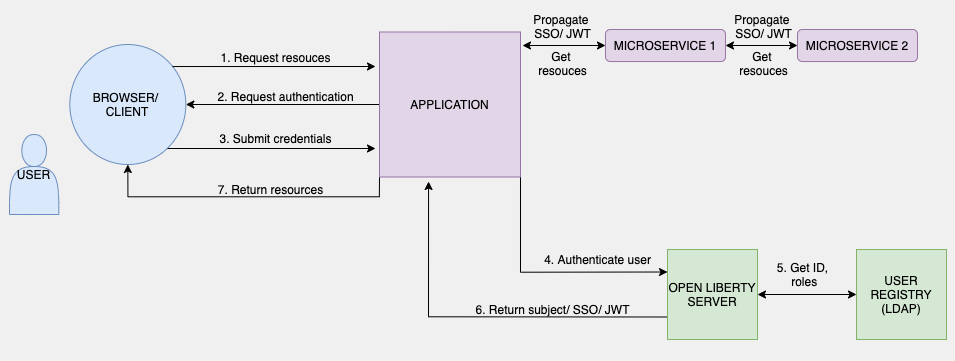 Propagate
SSO/ JWT
Propagate
SSO/ JWT
MICROSERVICE 1
MICROSERVICE 2
Get
resouces
Get
resouces
1. Request resouces
BROWSER/
CLIENT
2. Request authentication
APPLICATION
3. Submit credentials
USER
7. Return resources
4. Authenticate user
5. Get ID,
roles
OPEN LIBERTY
SERVER
USER
REGISTRY
(LDAP)
6. Return subject/ SSO/ JWT